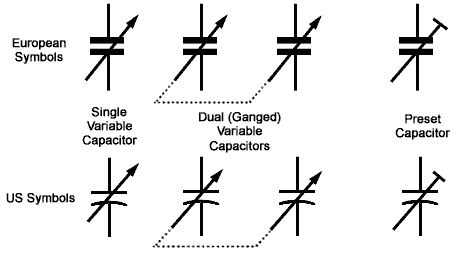 European
Symbols
Single
Variable
Capacitor
Dual (Ganged)
Variable
Capacitors
Preset
Capacitor
US Symbols